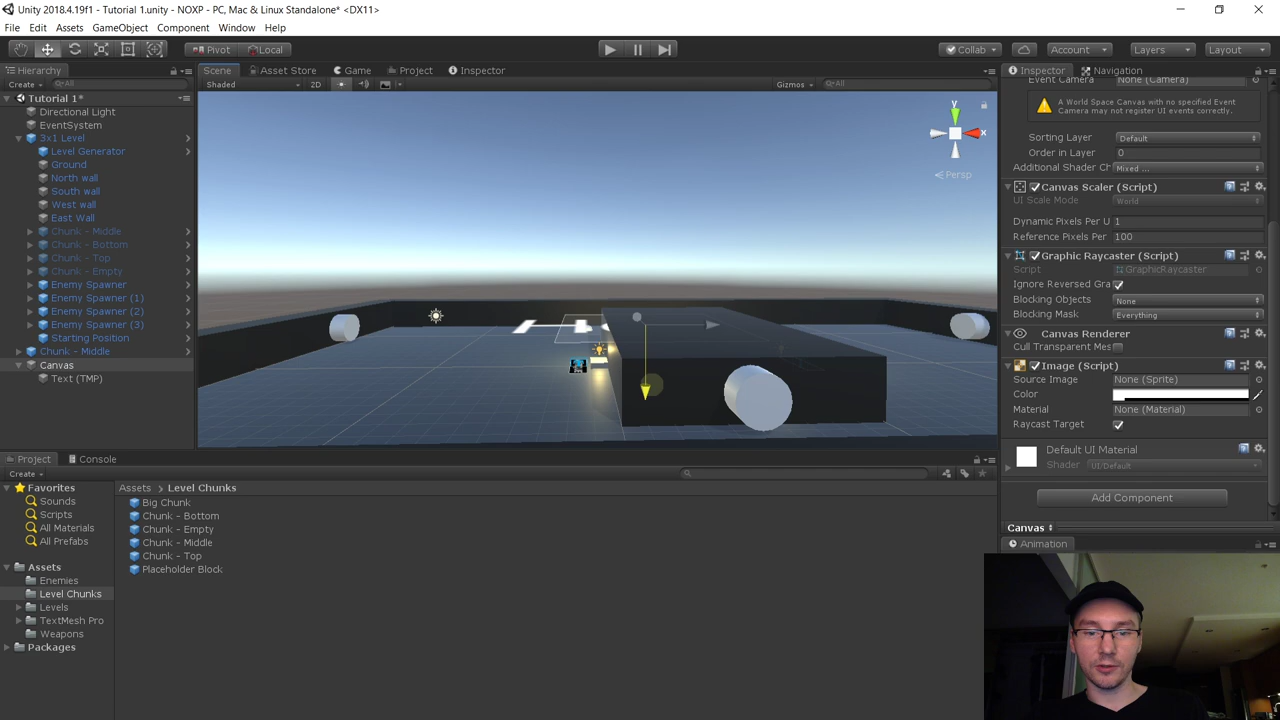 Unity 2018.4.19f1 - Tutorial 1.unity - NOXP - PC, Mac & Linux Standalone* <DX11>
File Edit Assets GameObject Component Window Help
Pivot Local Collab Account Layers Layout
Hierarchy
Create All
Tutorial 1*
Directional Light
EventSystem
3x1 Level
Level Generator
Ground
North wall
South wall
West wall
East Wall
Chunk - Middle
Chunk - Bottom
Chunk - Top
Chunk - Empty
Enemy Spawner
Enemy Spawner (1)
Enemy Spawner (2)
Enemy Spawner (3)
Starting Position
Chunk - Middle
Canvas
Text (TMP)
Scene Asset Store Game Project Inspector
Shaded 2D Gizmos All
y
x
Persp
Inspector Navigation
Event Camera None (Camera)
A World Space Canvas with no specified Event
Camera may not register UI events correctly.
Sorting Layer Default
Order in Layer 0
Additional Shader Ch Mixed ...
Canvas Scaler (Script)
UI Scale Mode World
Dynamic Pixels Per U 1
Reference Pixels Per 100
Graphic Raycaster (Script)
Script GraphicRaycaster
Ignore Reversed Gra
Blocking Objects None
Blocking Mask Everything
Canvas Renderer
Cull Transparent Mes
Image (Script)
Source Image None (Sprite)
Color
Material None (Material)
Raycast Target
Default UI Material
Shader UI/Default
Add Component
Canvas
Animation
Project Console
Create
Favorites
Sounds
Scripts
All Materials
All Prefabs
Assets
Enemies
Level Chunks
Levels
TextMesh Pro
Weapons
Packages
Assets > Level Chunks
Big Chunk
Chunk - Bottom
Chunk - Empty
Chunk - Middle
Chunk - Top
Placeholder Block